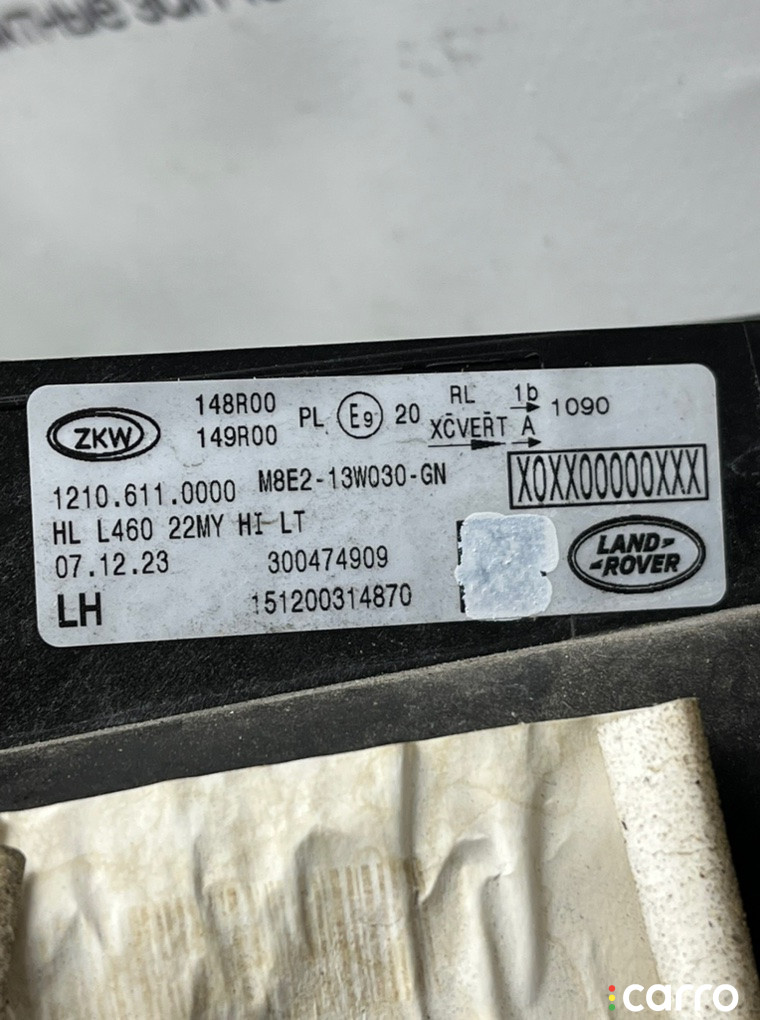 ZKW
148R00
149R00
PL E9 20
RL 1b
XCVERT A
1090
1210.611.0000 M8E2-13W030-GN
X0XX00000XXX
HL L460 22MY HI LT
07.12.23 300474909
LH 151200314870
LAND-
-ROVER
carro